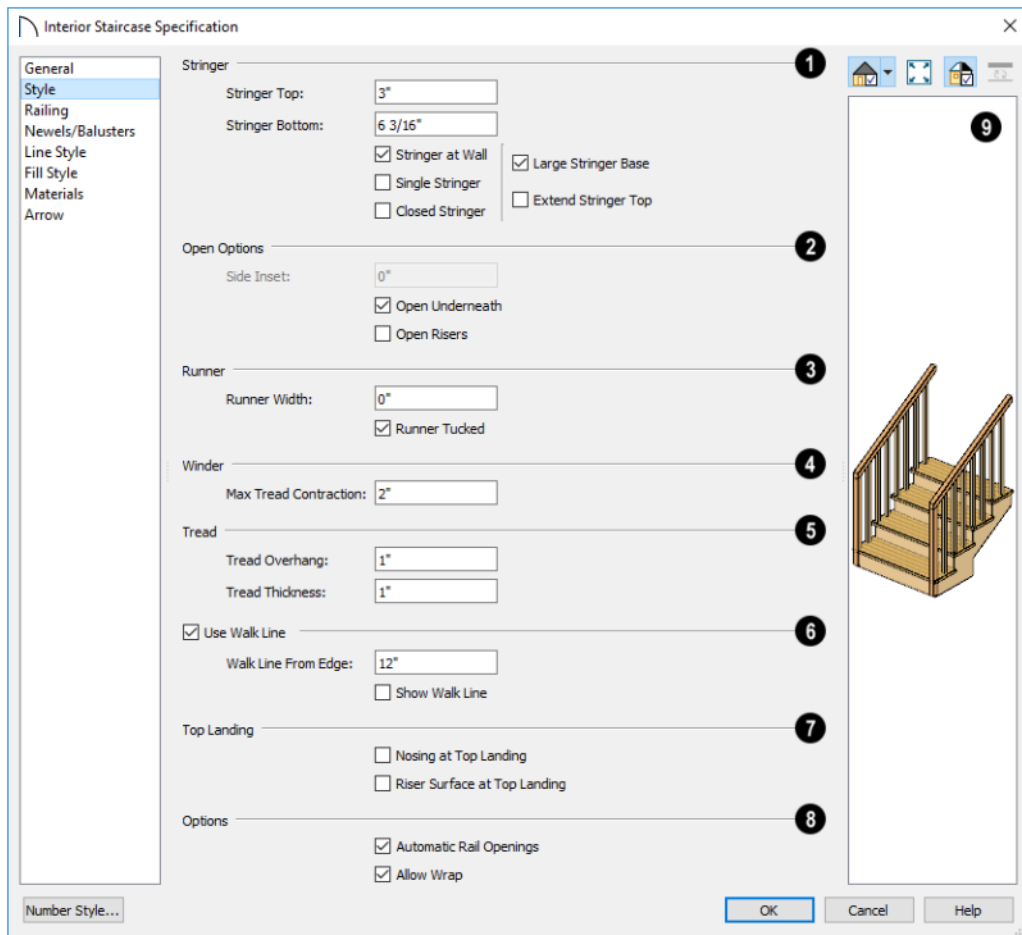 Interior Staircase Specification
General
Style
Railing
Newels/Balusters
Line Style
Fill Style
Materials
Arrow
Stringer
1
Stringer Top: 3"
Stringer Bottom: 6 3/16"
Stringer at Wall
Large Stringer Base
Single Stringer
Extend Stringer Top
Closed Stringer
Open Options
2
Side Inset: 0"
Open Underneath
Open Risers
Runner
3
Runner Width: 0"
Runner Tucked
Winder
4
Max Tread Contraction: 2"
Tread
5
Tread Overhang: 1"
Tread Thickness: 1"
Use Walk Line
6
Walk Line From Edge: 12"
Show Walk Line
Top Landing
7
Nosing at Top Landing
Riser Surface at Top Landing
Options
8
Automatic Rail Openings
Allow Wrap
9
Number Style...
OK
Cancel
Help